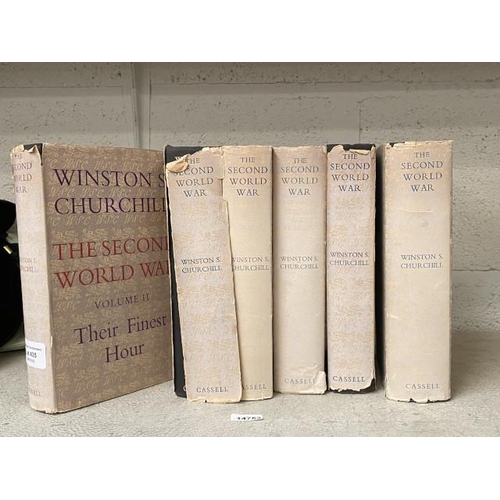 WINSTON S.
CHURCHILL
THE SECOND
WORLD WAR
VOLUME II
Their Finest
Hour
THE
SECOND
WORLD
WAR
WINSTON S.
CHURCHILL
CASSELL
THE
SECOND
WORLD
WAR
WINSTON S.
CHURCHILL
CASSELL
THE
SECOND
WORLD
WAR
WINSTON S.
CHURCHILL
CASSELL
THE
SECOND
WORLD
WAR
WINSTON S.
CHURCHILL
CASSELL
THE
SECOND
WORLD
WAR
WINSTON S.
CHURCHILL
CASSELL